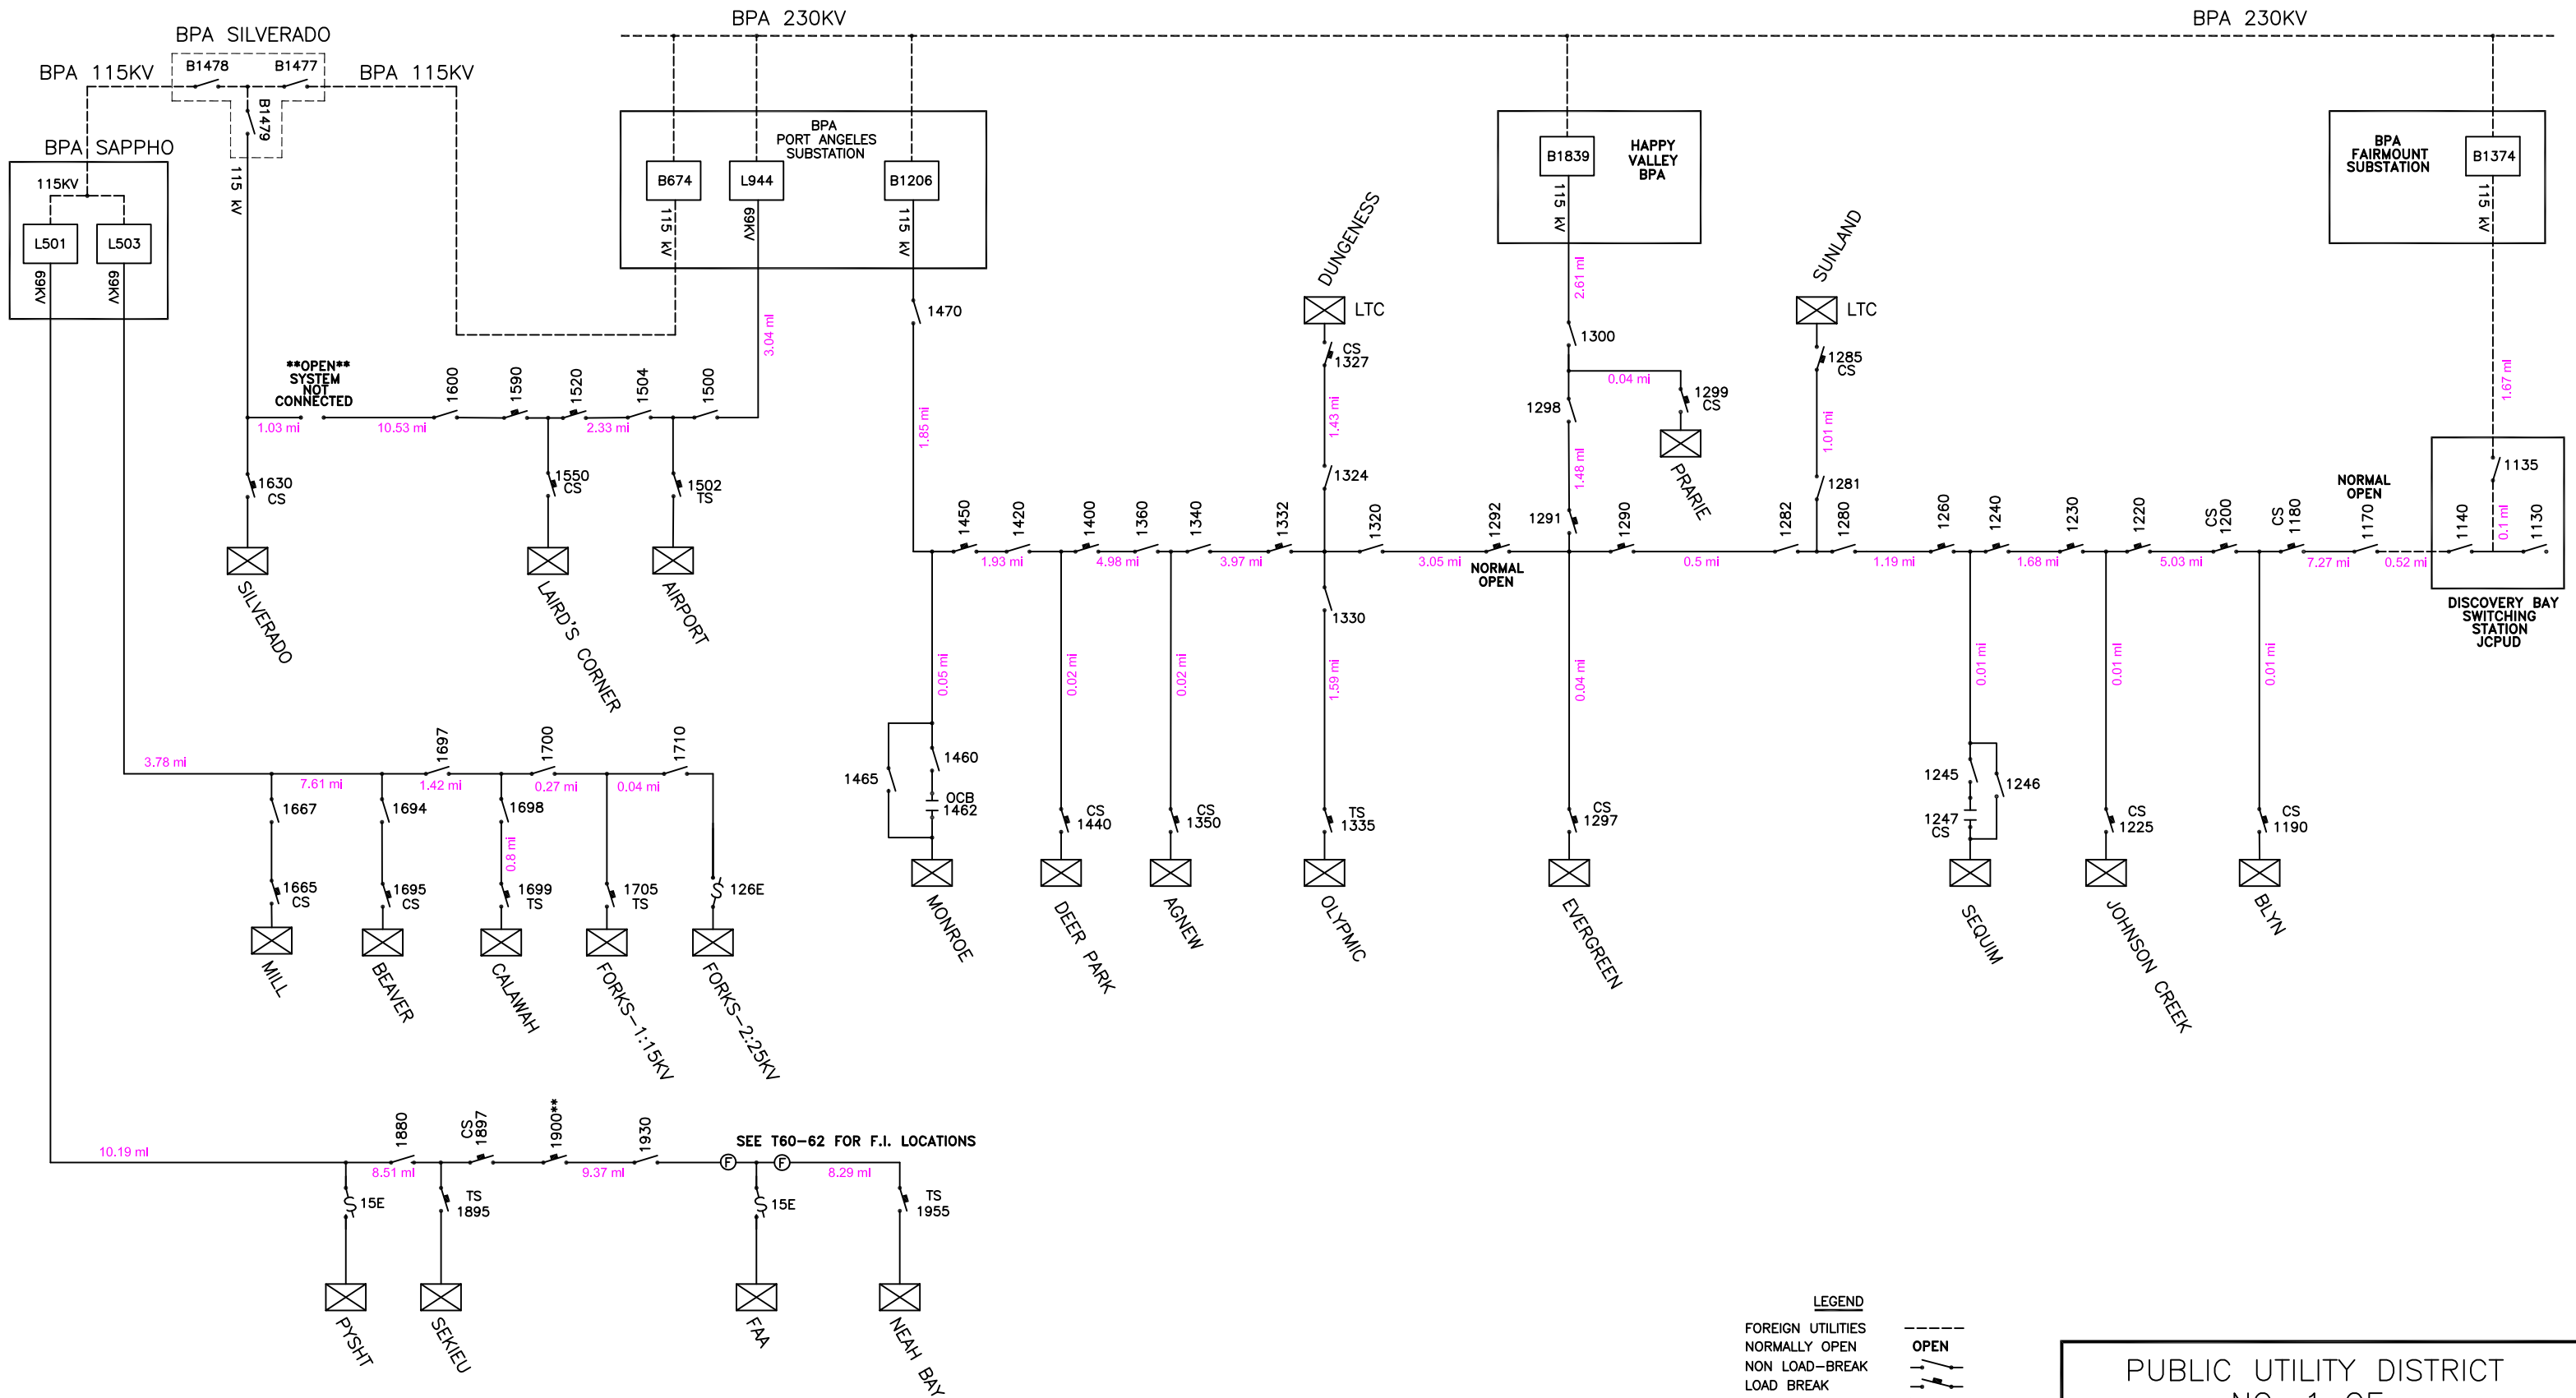 BPA 230KV
BPA 230KV
BPA SILVERADO
B1478
B1477
BPA 115KV
BPA 115KV
B1479
BPA SAPPHO
115KV
L501
L503
69KV
69KV
115 kV
BPA
PORT ANGELES
SUBSTATION
B674
L944
B1206
115 kV
69KV
115 kV
HAPPY
VALLEY
BPA
B1839
115 kV
BPA
FAIRMOUNT
SUBSTATION
B1374
115 kV
DUNGENESS
LTC
CS
1327
1.43 mi
1324
2.61 mi
1300
0.04 mi
1299
CS
PRARIE
1298
1.48 mi
1291
SUNLAND
LTC
1285
CS
1.01 mi
1281
1.67 mi
1135
0.1 mi
1140
1130
DISCOVERY BAY
SWITCHING
STATION
JCPUD
1470
1.85 mi
3.04 mi
**OPEN**
SYSTEM
NOT
CONNECTED
1600
1590
1520
1504
1500
1.03 mi
10.53 mi
2.33 mi
1630
CS
1550
CS
1502
TS
SILVERADO
LAIRD'S CORNER
AIRPORT
1450
1420
1400
1360
1340
1332
1320
1292
1290
1282
1280
1260
1240
1230
1220
CS
1200
CS
1180
NORMAL
OPEN
1170
1.93 mi
4.98 mi
3.97 mi
3.05 mi
NORMAL
OPEN
0.5 mi
1.19 mi
1.68 mi
5.03 mi
7.27 mi
0.52 mi
1330
0.05 mi
0.02 mi
0.02 mi
1.59 mi
0.04 mi
0.01 mi
0.01 mi
0.01 mi
1465
1460
OCB
1462
CS
1440
CS
1350
TS
1335
CS
1297
1245
1246
1247
CS
CS
1225
CS
1190
MONROE
DEER PARK
AGNEW
OLYPMIC
EVERGREEN
SEQUIM
JOHNSON CREEK
BLYN
3.78 mi
7.61 mi
1697
1.42 mi
1700
0.27 mi
0.04 mi
1710
1667
1694
1698
0.8 mi
1665
CS
1695
CS
1699
TS
1705
TS
126E
MILL
BEAVER
CALAWAH
FORKS-1:15KV
FORKS-2:25KV
10.19 mi
1880
8.51 mi
CS
1897
1900**
9.37 mi
1930
SEE T60-62 FOR F.I. LOCATIONS
F
F
8.29 mi
15E
TS
1895
15E
TS
1955
PYSHT
SEKIEU
FAA
NEAH BAY
LEGEND
FOREIGN UTILITIES
NORMALLY OPEN OPEN
NON LOAD-BREAK
LOAD BREAK
PUBLIC UTILITY DISTRICT